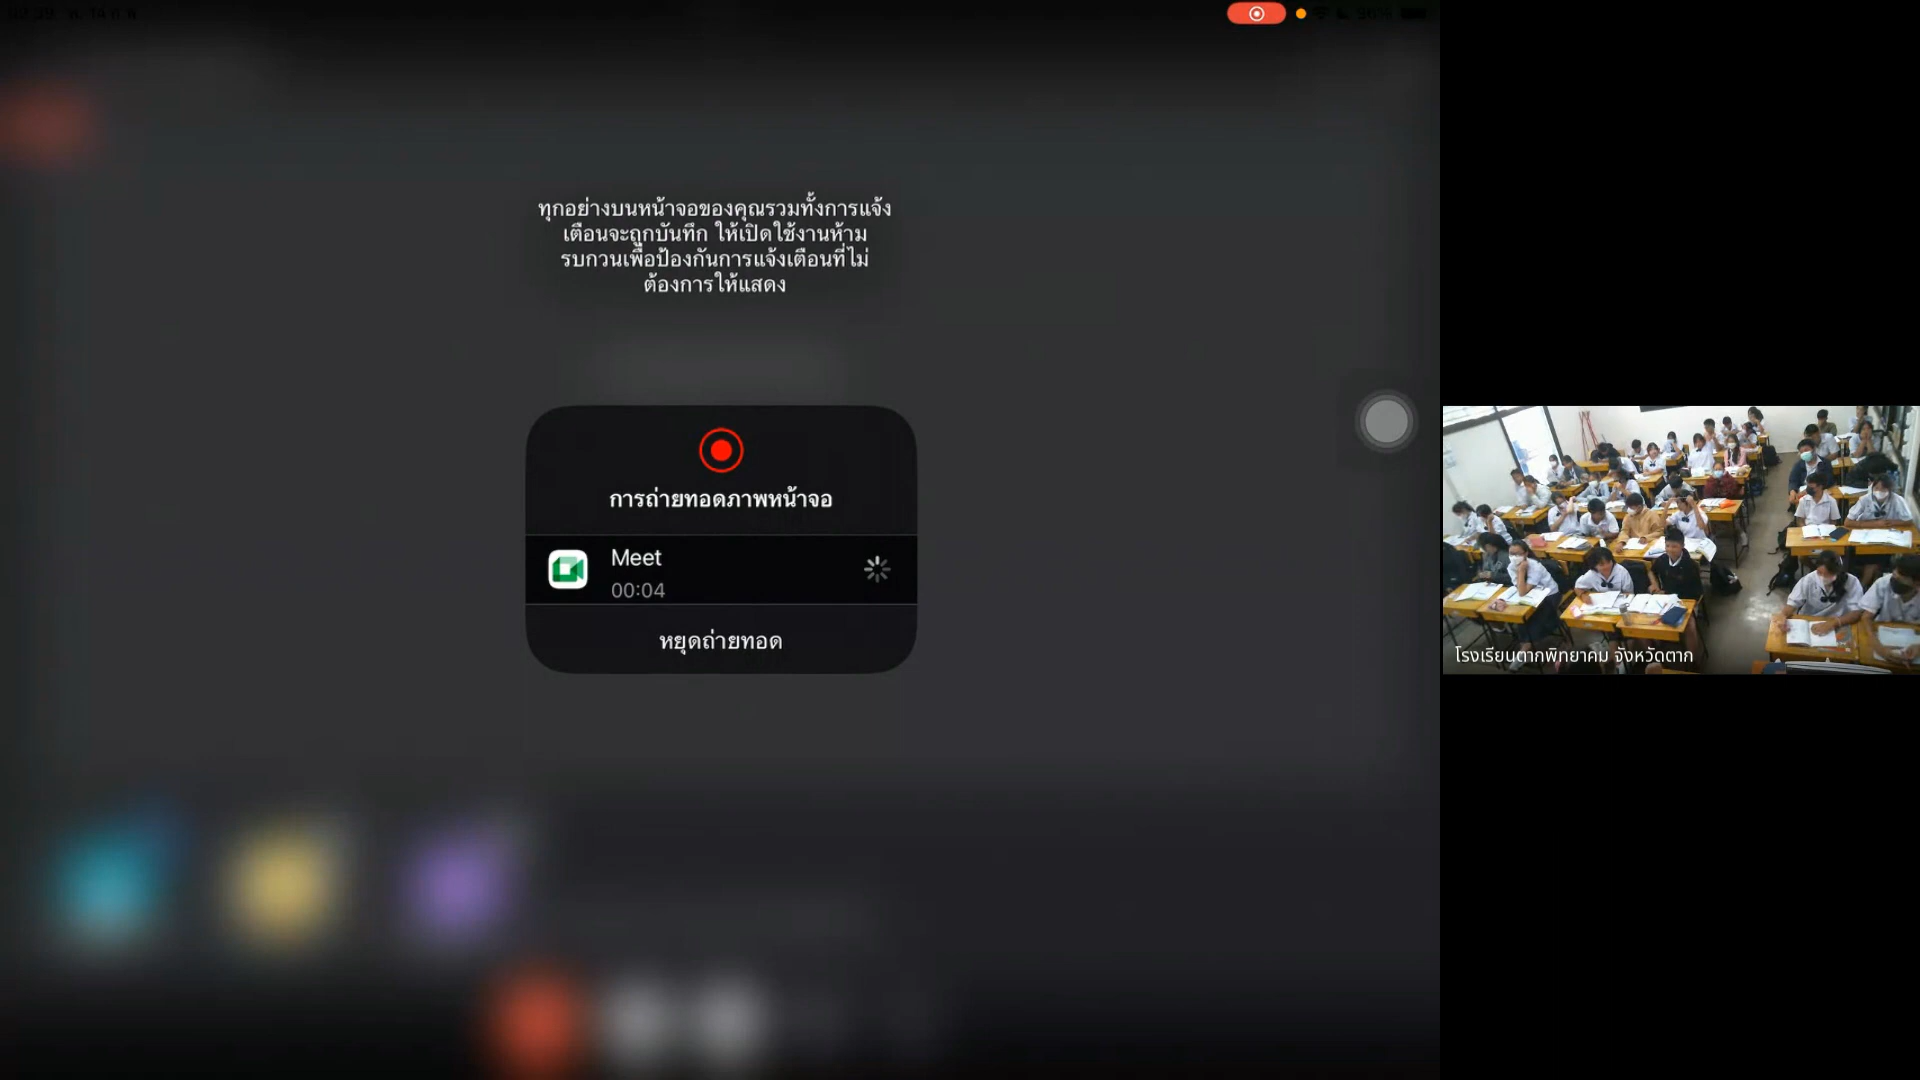 ทุกอย่างบนหน้าจอของคุณรวมทั้งการแจ้ง
เตือนจะถูกบันทึก ให้เปิดใช้งานห้าม
รบกวนเพื่อป้องกันการแจ้งเตือนที่ไม่
ต้องการให้แสดง
การถ่ายทอดภาพหน้าจอ
Meet
00:04
หยุดถ่ายทอด
โรงเรียนตากพิทยาคม จังหวัดตาก